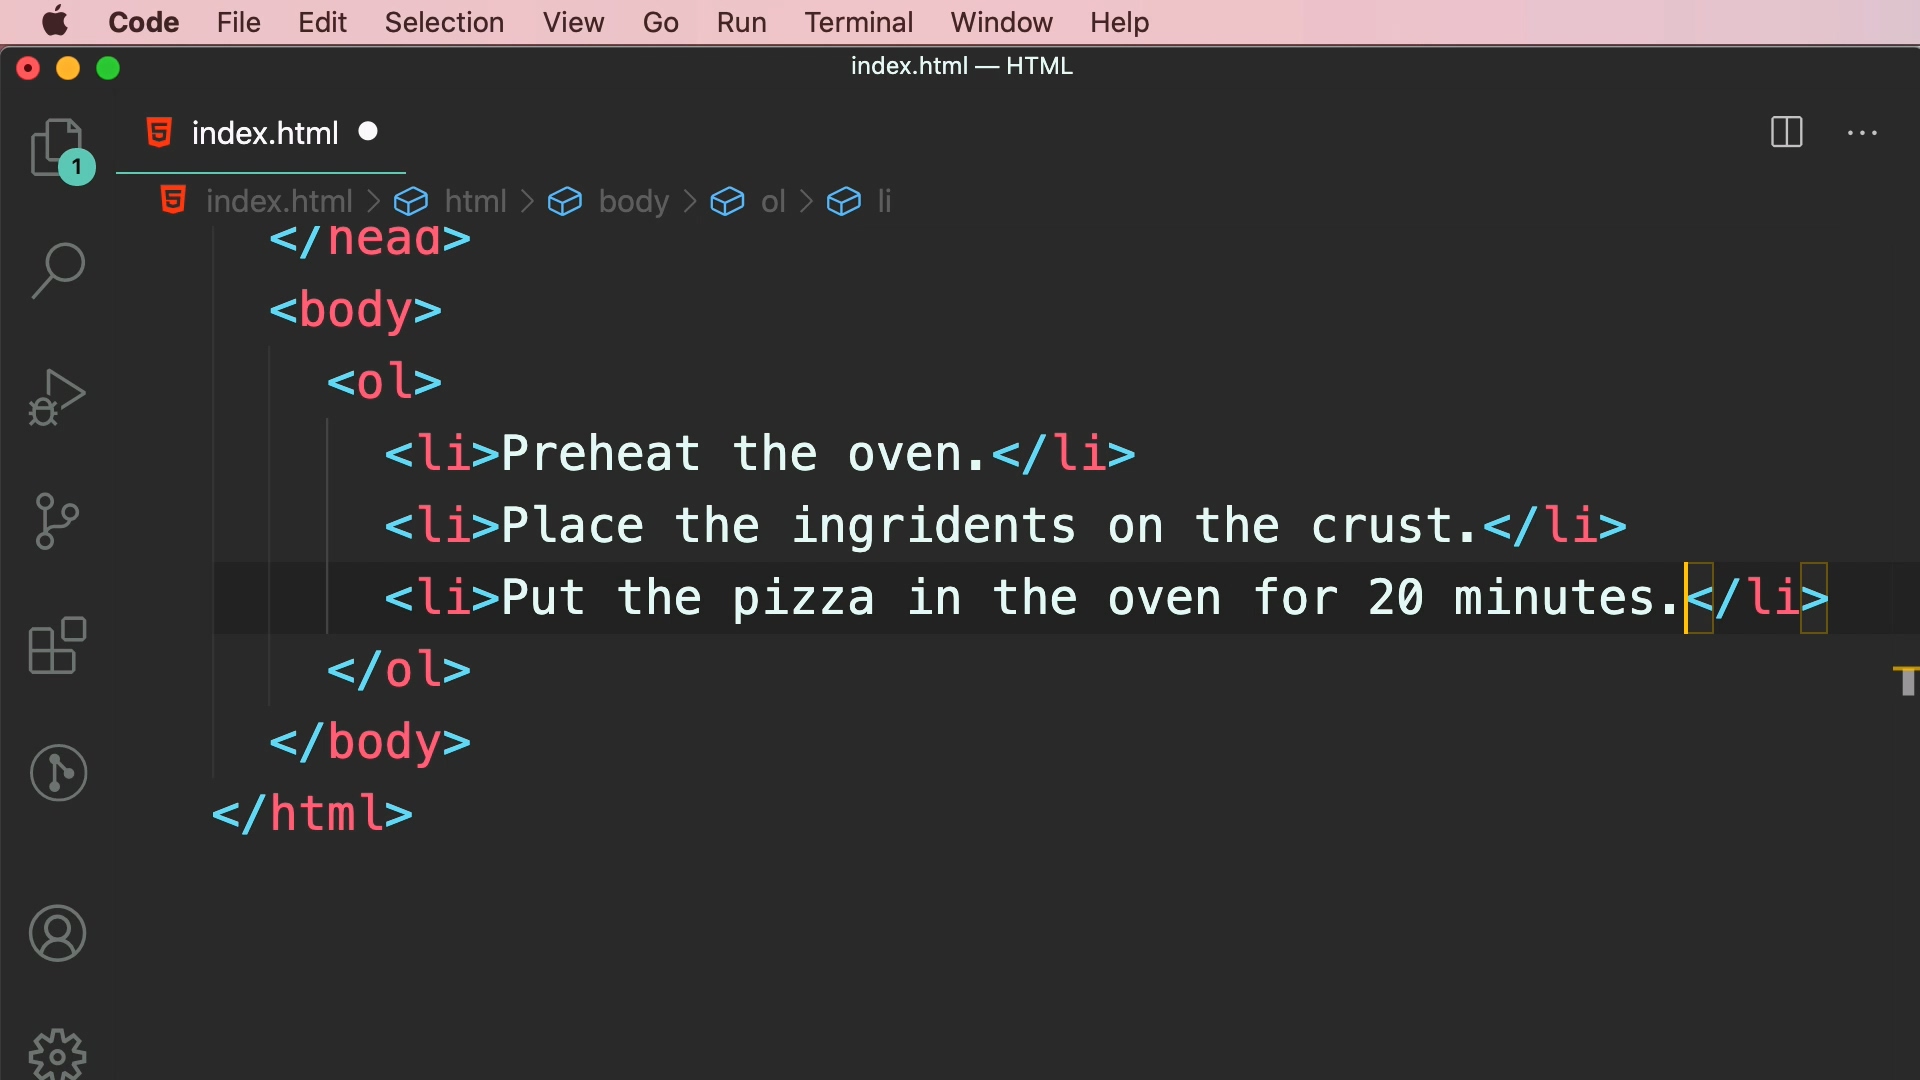 Code File Edit Selection View Go Run Terminal Window Help
index.html — HTML
index.html
1
index.html > html > body > ol > li
</head>
<body>
<ol>
<li>Preheat the oven.</li>
<li>Place the ingridents on the crust.</li>
<li>Put the pizza in the oven for 20 minutes.</li>
</ol>
</body>
</html>